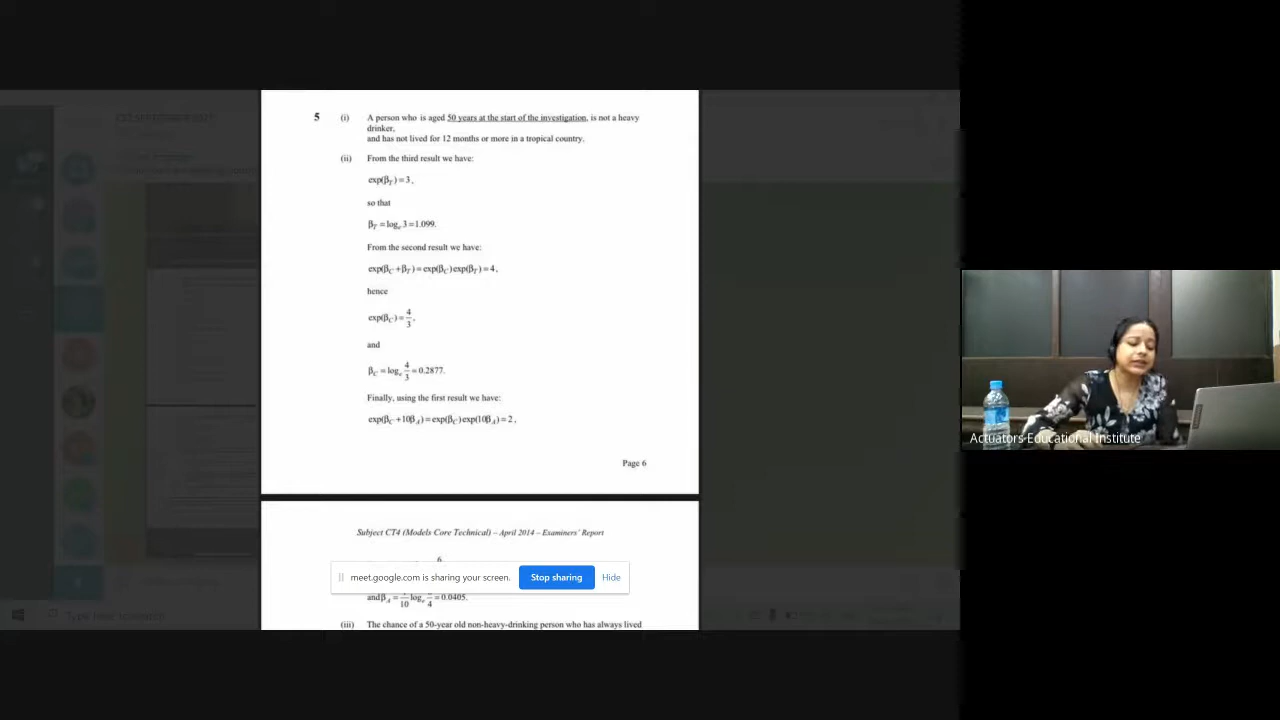 5 (i) A person who is aged 50 years at the start of the investigation, is not a heavy
drinker,
and has not lived for 12 months or more in a tropical country.
(ii) From the third result we have:
exp(β_T) = 3,
so that
β_T = log_e 3 = 1.099.
From the second result we have:
exp(β_C + β_T) = exp(β_C) exp(β_T) = 4,
hence
exp(β_C) = 4/3,
and
β_C = log_e 4/3 = 0.2877.
Finally, using the first result we have:
exp(β_C + 10β_A) = exp(β_C) exp(10β_A) = 2,
Page 6
Subject CT4 (Models Core Technical) – April 2014 – Examiners' Report
6
meet.google.com is sharing your screen. Stop sharing Hide
and β_A = 1/10 log_e /4 = 0.0405.
(iii) The chance of a 50-year old non-heavy-drinking person who has always lived
Actuators Educational Institute